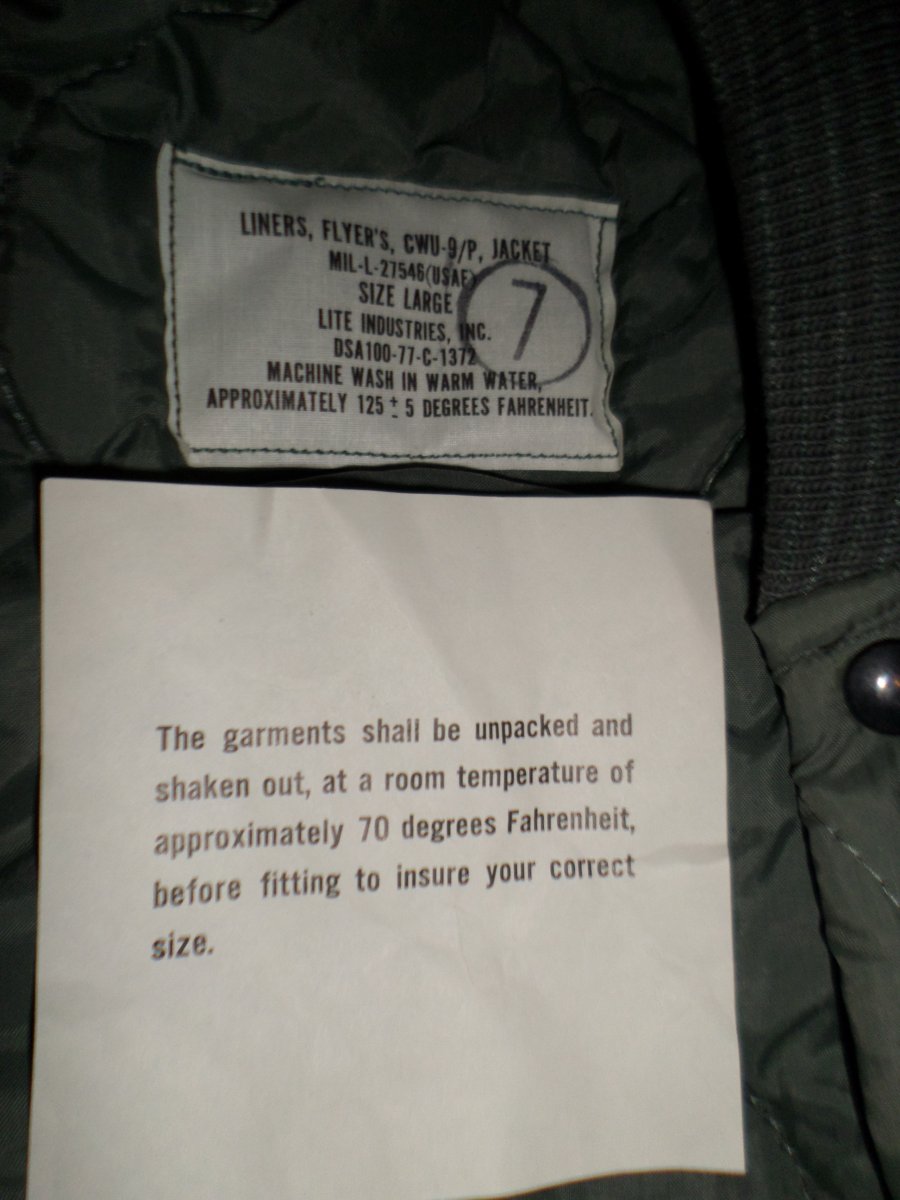 LINERS, FLYER'S, CWU-9/P, JACKET
MIL-L-27546(USAF)
SIZE LARGE
LITE INDUSTRIES, INC.
DSA100-77-C-1372
MACHINE WASH IN WARM WATER,
APPROXIMATELY 125 ± 5 DEGREES FAHRENHEIT.
7
The garments shall be unpacked and
shaken out, at a room temperature of
approximately 70 degrees Fahrenheit,
before fitting to insure your correct
size.